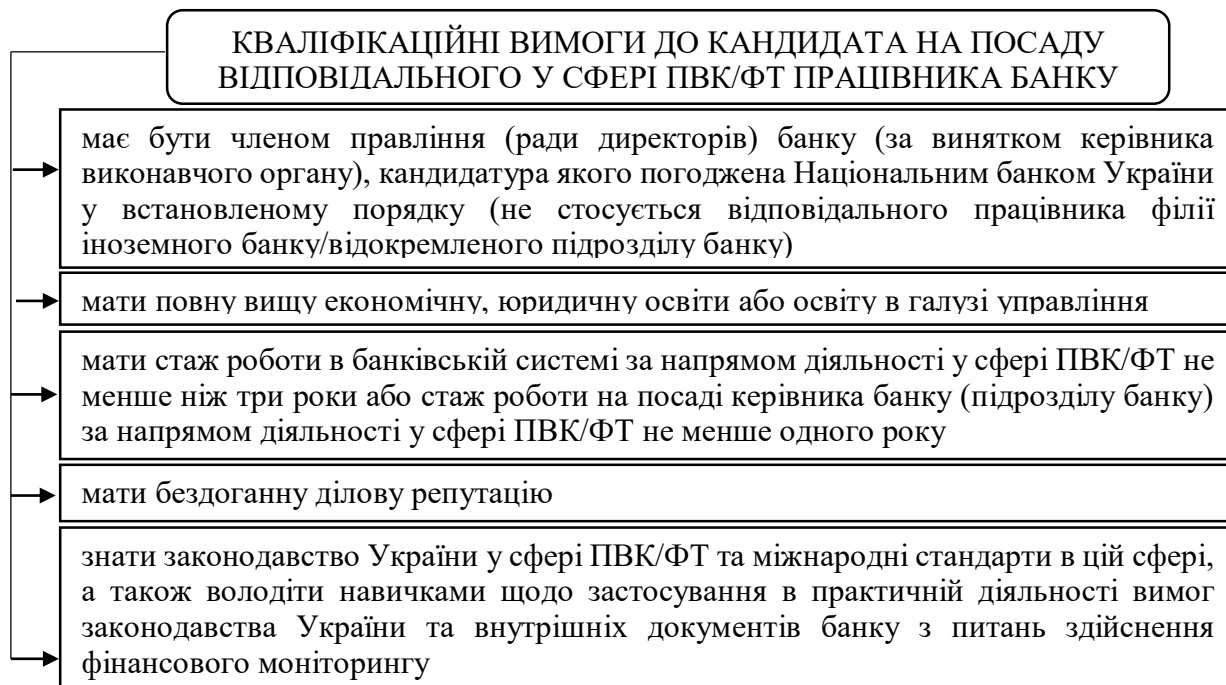 КВАЛІФІКАЦІЙНІ ВИМОГИ ДО КАНДИДАТА НА ПОСАДУ
ВІДПОВІДАЛЬНОГО У СФЕРІ ПВК/ФТ ПРАЦІВНИКА БАНКУ
має бути членом правління (ради директорів) банку (за винятком керівника
виконавчого органу), кандидатура якого погоджена Національним банком України
у встановленому порядку (не стосується відповідального працівника філії
іноземного банку/відокремленого підрозділу банку)
мати повну вищу економічну, юридичну освіти або освіту в галузі управління
мати стаж роботи в банківській системі за напрямом діяльності у сфері ПВК/ФТ не
менше ніж три роки або стаж роботи на посаді керівника банку (підрозділу банку)
за напрямом діяльності у сфері ПВК/ФТ не менше одного року
мати бездоганну ділову репутацію
знати законодавство України у сфері ПВК/ФТ та міжнародні стандарти в цій сфері,
а також володіти навичками щодо застосування в практичній діяльності вимог
законодавства України та внутрішніх документів банку з питань здійснення
фінансового моніторингу